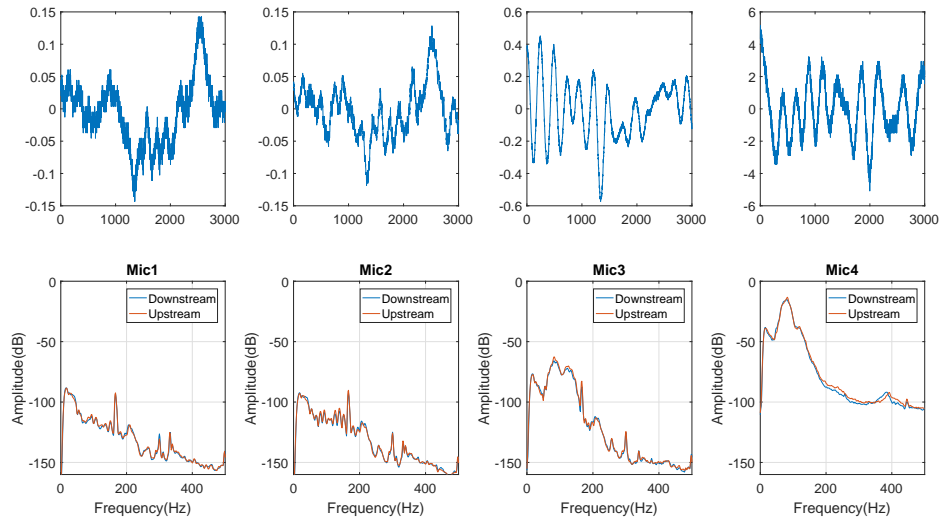 0.15
0.1
0.05
0
-0.05
-0.1
-0.15
0 1000 2000 3000
0.15
0.1
0.05
0
-0.05
-0.1
-0.15
0 1000 2000 3000
0.6
0.4
0.2
0
-0.2
-0.4
-0.6
0 1000 2000 3000
6
4
2
0
-2
-4
-6
0 1000 2000 3000
Mic1
Downstream
Upstream
Amplitude(dB)
0
-50
-100
-150
0 200 400
Frequency(Hz)
Mic2
Downstream
Upstream
Amplitude(dB)
0
-50
-100
-150
0 200 400
Frequency(Hz)
Mic3
Downstream
Upstream
Amplitude(dB)
0
-50
-100
-150
0 200 400
Frequency(Hz)
Mic4
Downstream
Upstream
Amplitude(dB)
0
-50
-100
-150
0 200 400
Frequency(Hz)